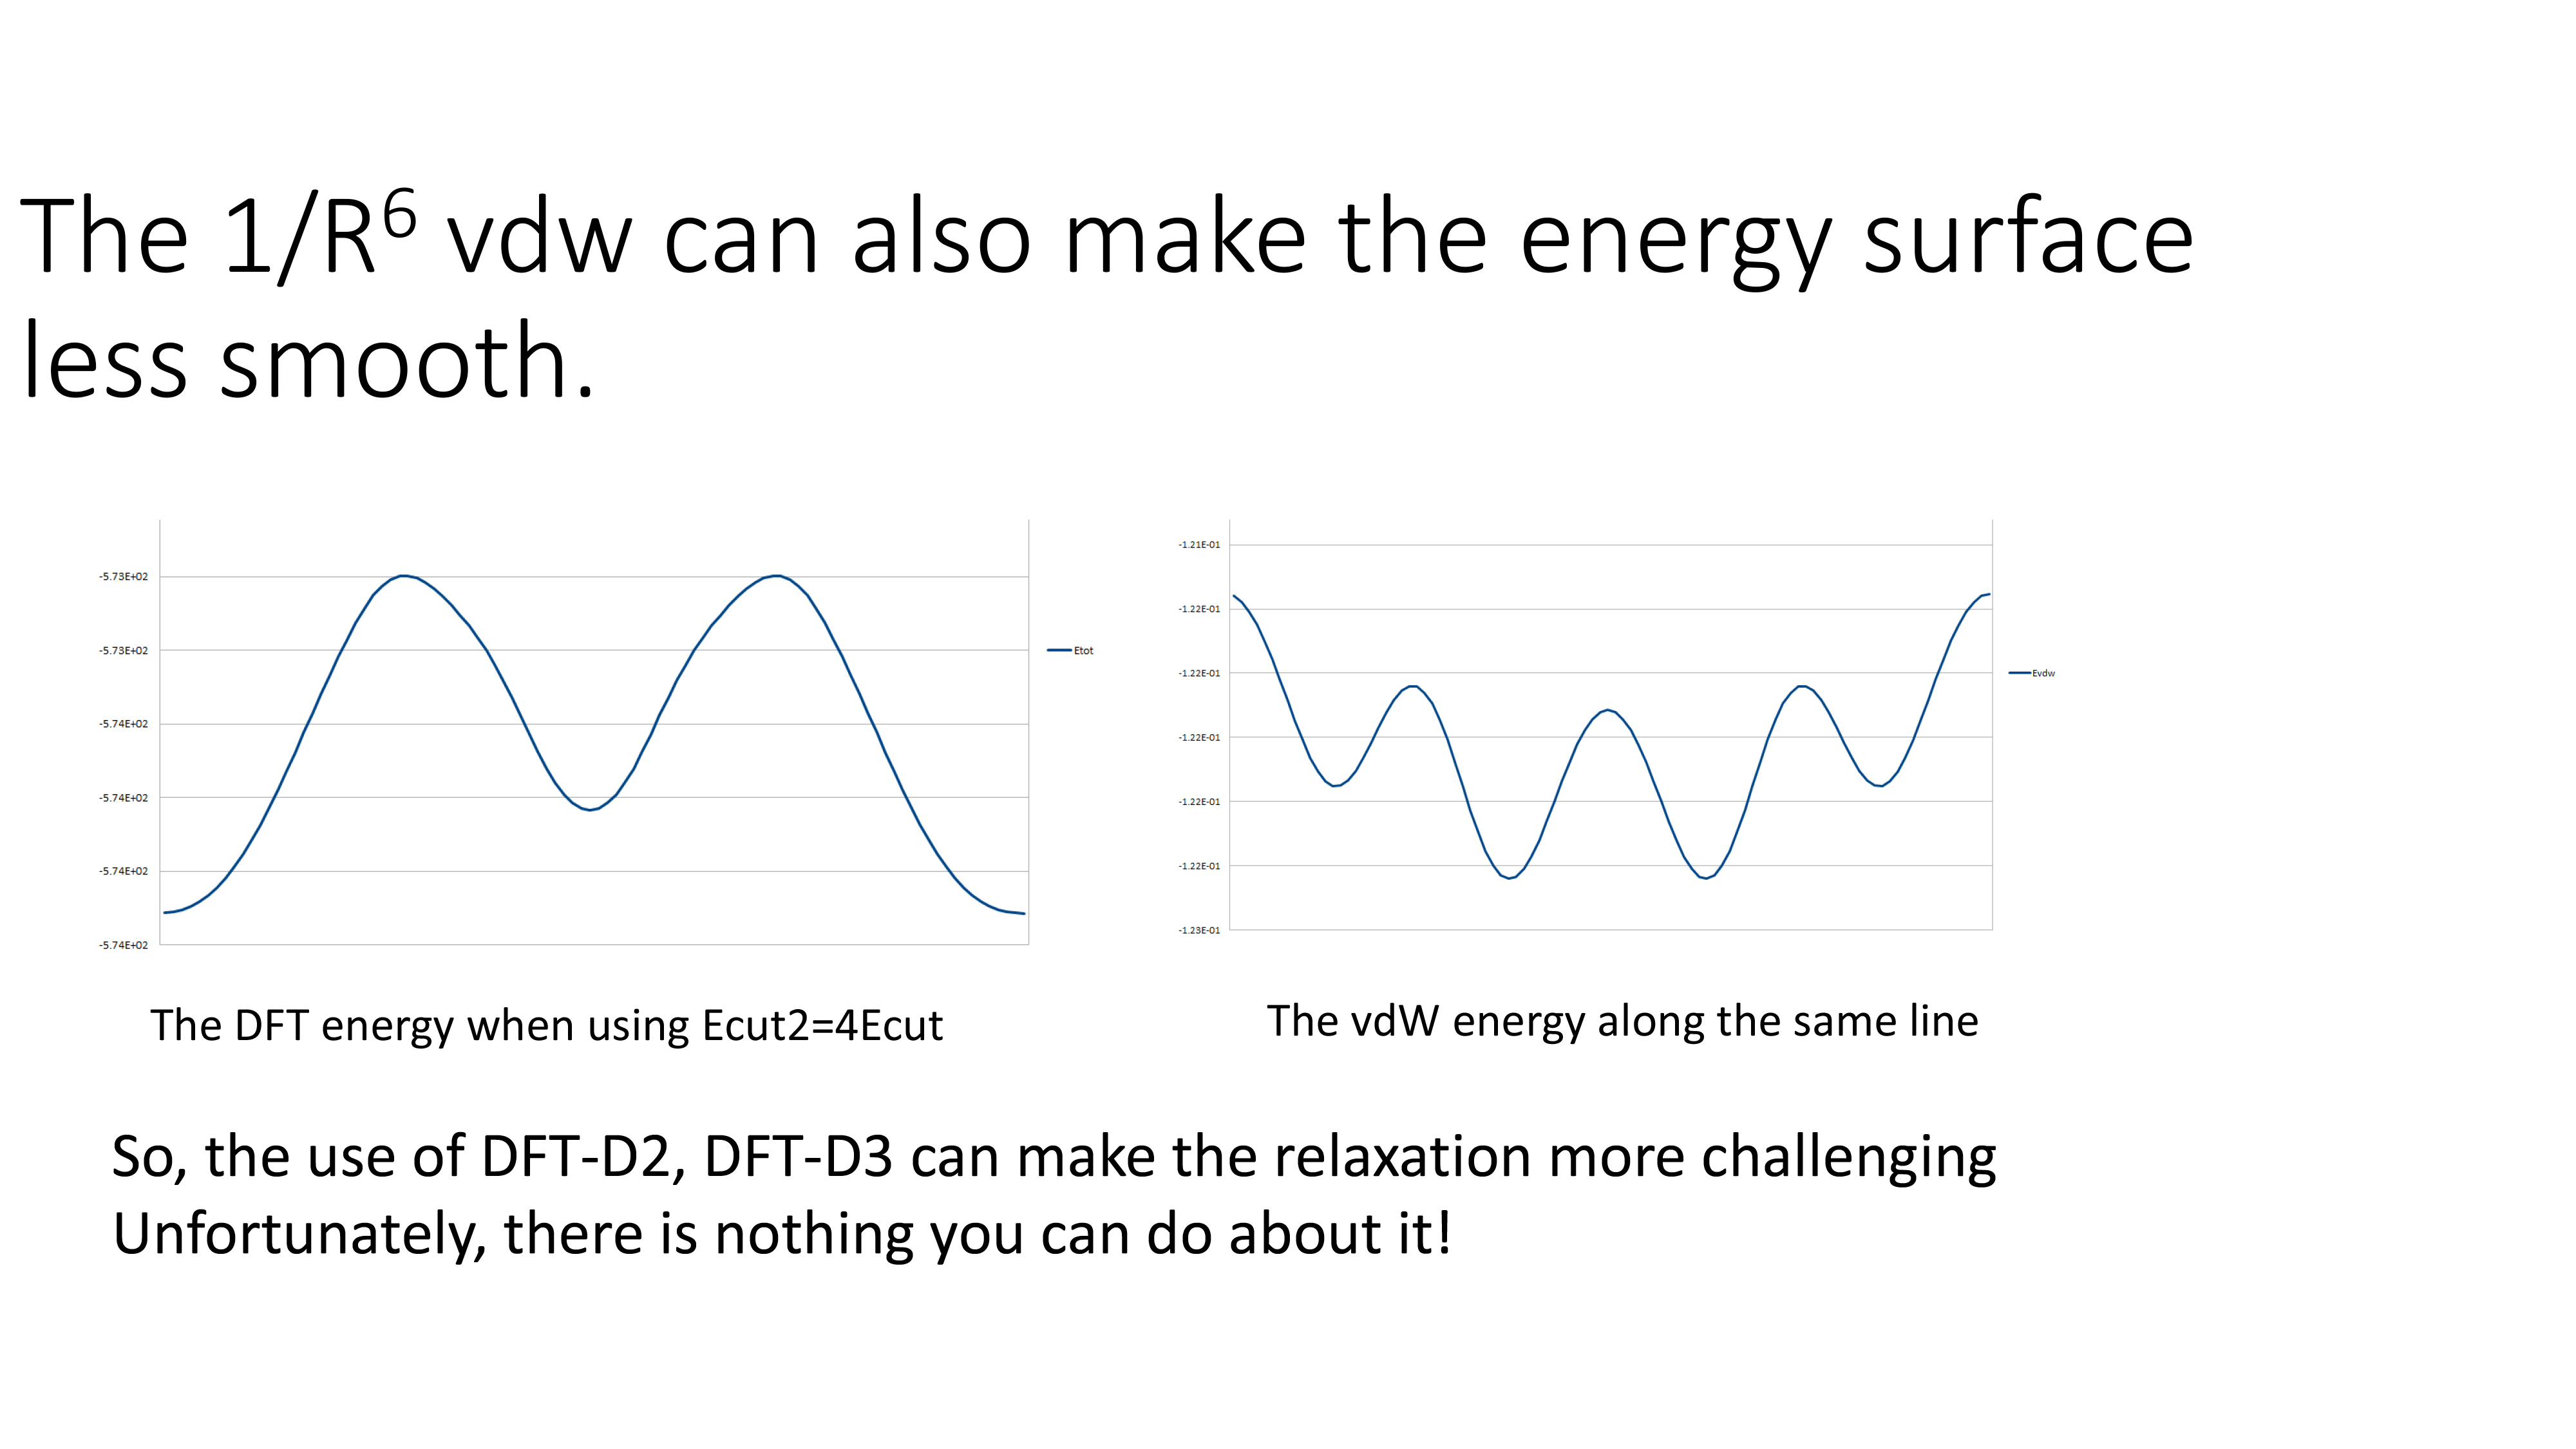 The 1/R⁶ vdw can also make the energy surface
less smooth.
-5.73E+02
-5.73E+02
-5.74E+02
-5.74E+02
-5.74E+02
-5.74E+02
Etot
-1.21E-01
-1.22E-01
-1.22E-01
-1.22E-01
-1.22E-01
-1.22E-01
-1.23E-01
Evdw
The DFT energy when using Ecut2=4Ecut
The vdW energy along the same line
So, the use of DFT-D2, DFT-D3 can make the relaxation more challenging
Unfortunately, there is nothing you can do about it!